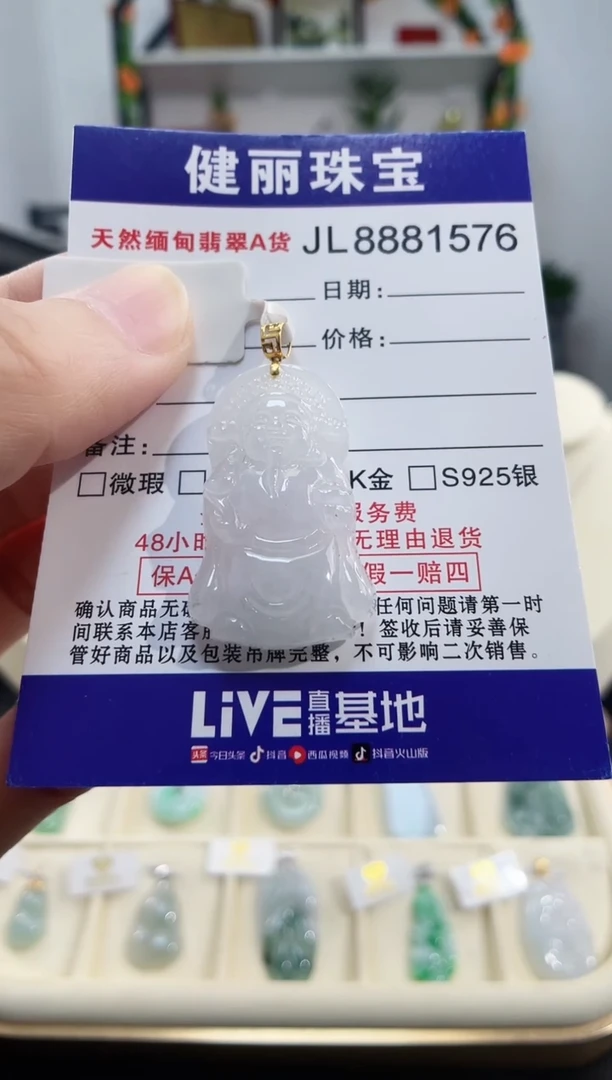 健丽珠宝
天然缅甸翡翠A货 JL8881576
日期:
价格:
备注:
微瑕 K金 S925银
服务费
48小 无理由退货
保A 假一赔四
确认商品无 任何问题请第一时
间联系本店客 ! 签收后请妥善保
管好商品以及包装吊牌完整,不可影响二次销售。
LiVE直播基地
头条 今日头条 抖音 西瓜视频 抖音火山版